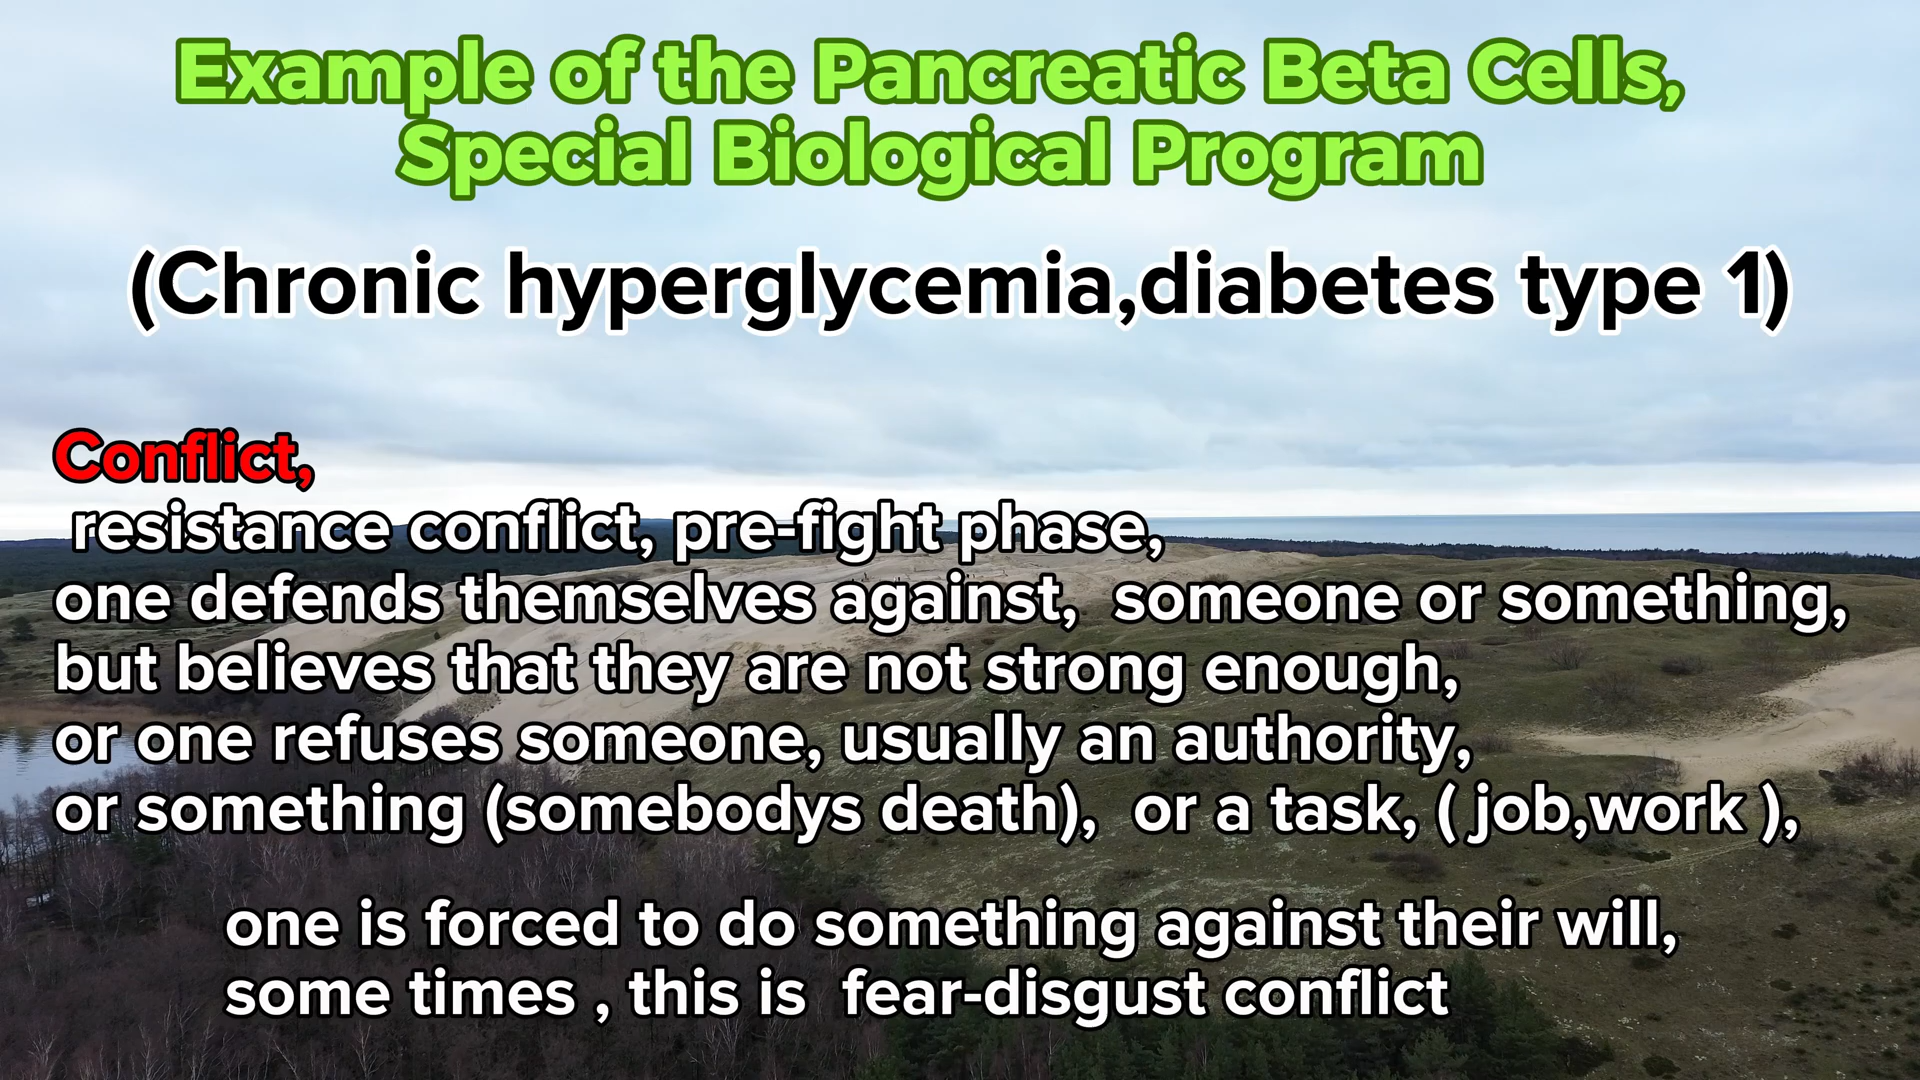 Example of the Pancreatic Beta Cells,
Special Biological Program
(Chronic hyperglycemia,diabetes type 1)
Conflict,
resistance conflict, pre-fight phase,
one defends themselves against, someone or something,
but believes that they are not strong enough,
or one refuses someone, usually an authority,
or something (somebodys death), or a task, ( job,work ),
one is forced to do something against their will,
some times , this is fear-disgust conflict